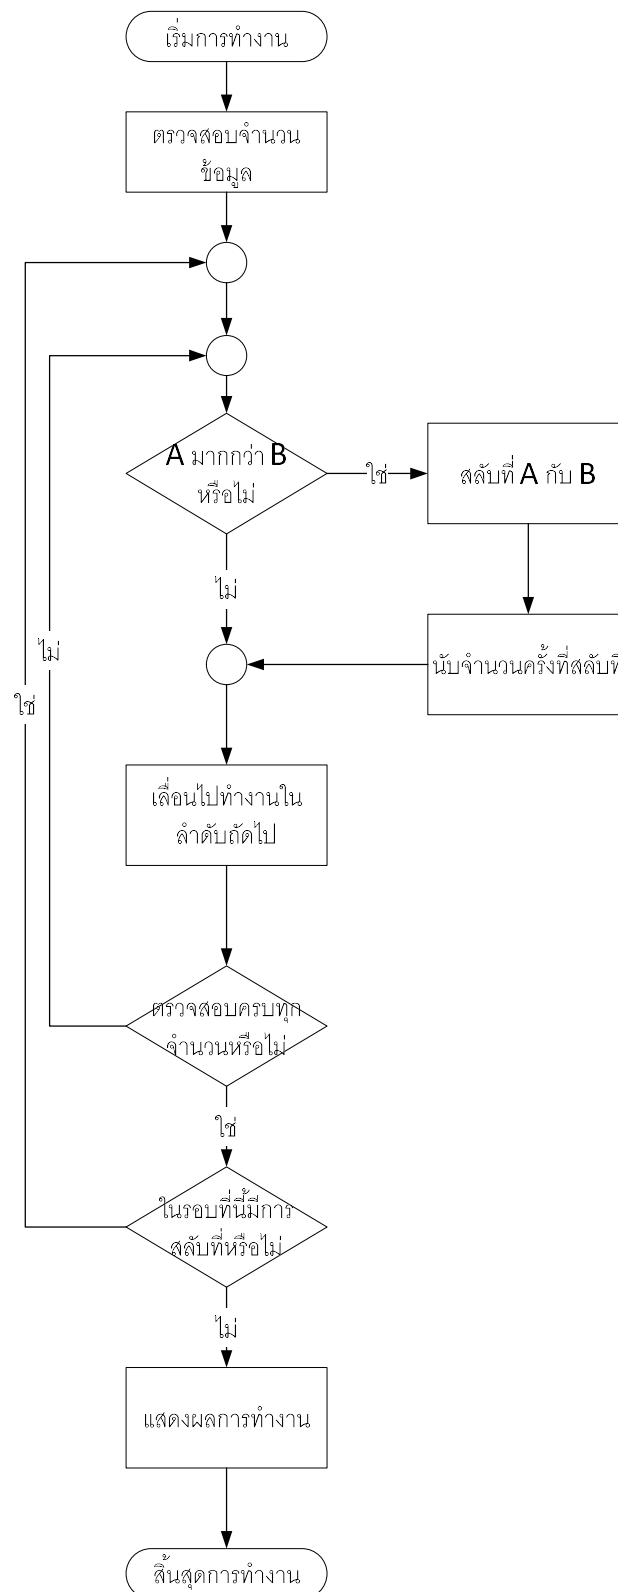 เริ่มการทำงาน
ตรวจสอบจำนวน
ข้อมูล
A มากกว่า B
หรือไม่
ใช่
สลับที่ A กับ B
ไม่
นับจำนวนครั้งที่สลับที่
ไม่
ใช่
เลื่อนไปทำงานใน
ลำดับถัดไป
ตรวจสอบครบทุก
จำนวนหรือไม่
ใช่
ในรอบที่นี้มีการ
สลับที่หรือไม่
ไม่
แสดงผลการทำงาน
สิ้นสุดการทำงาน